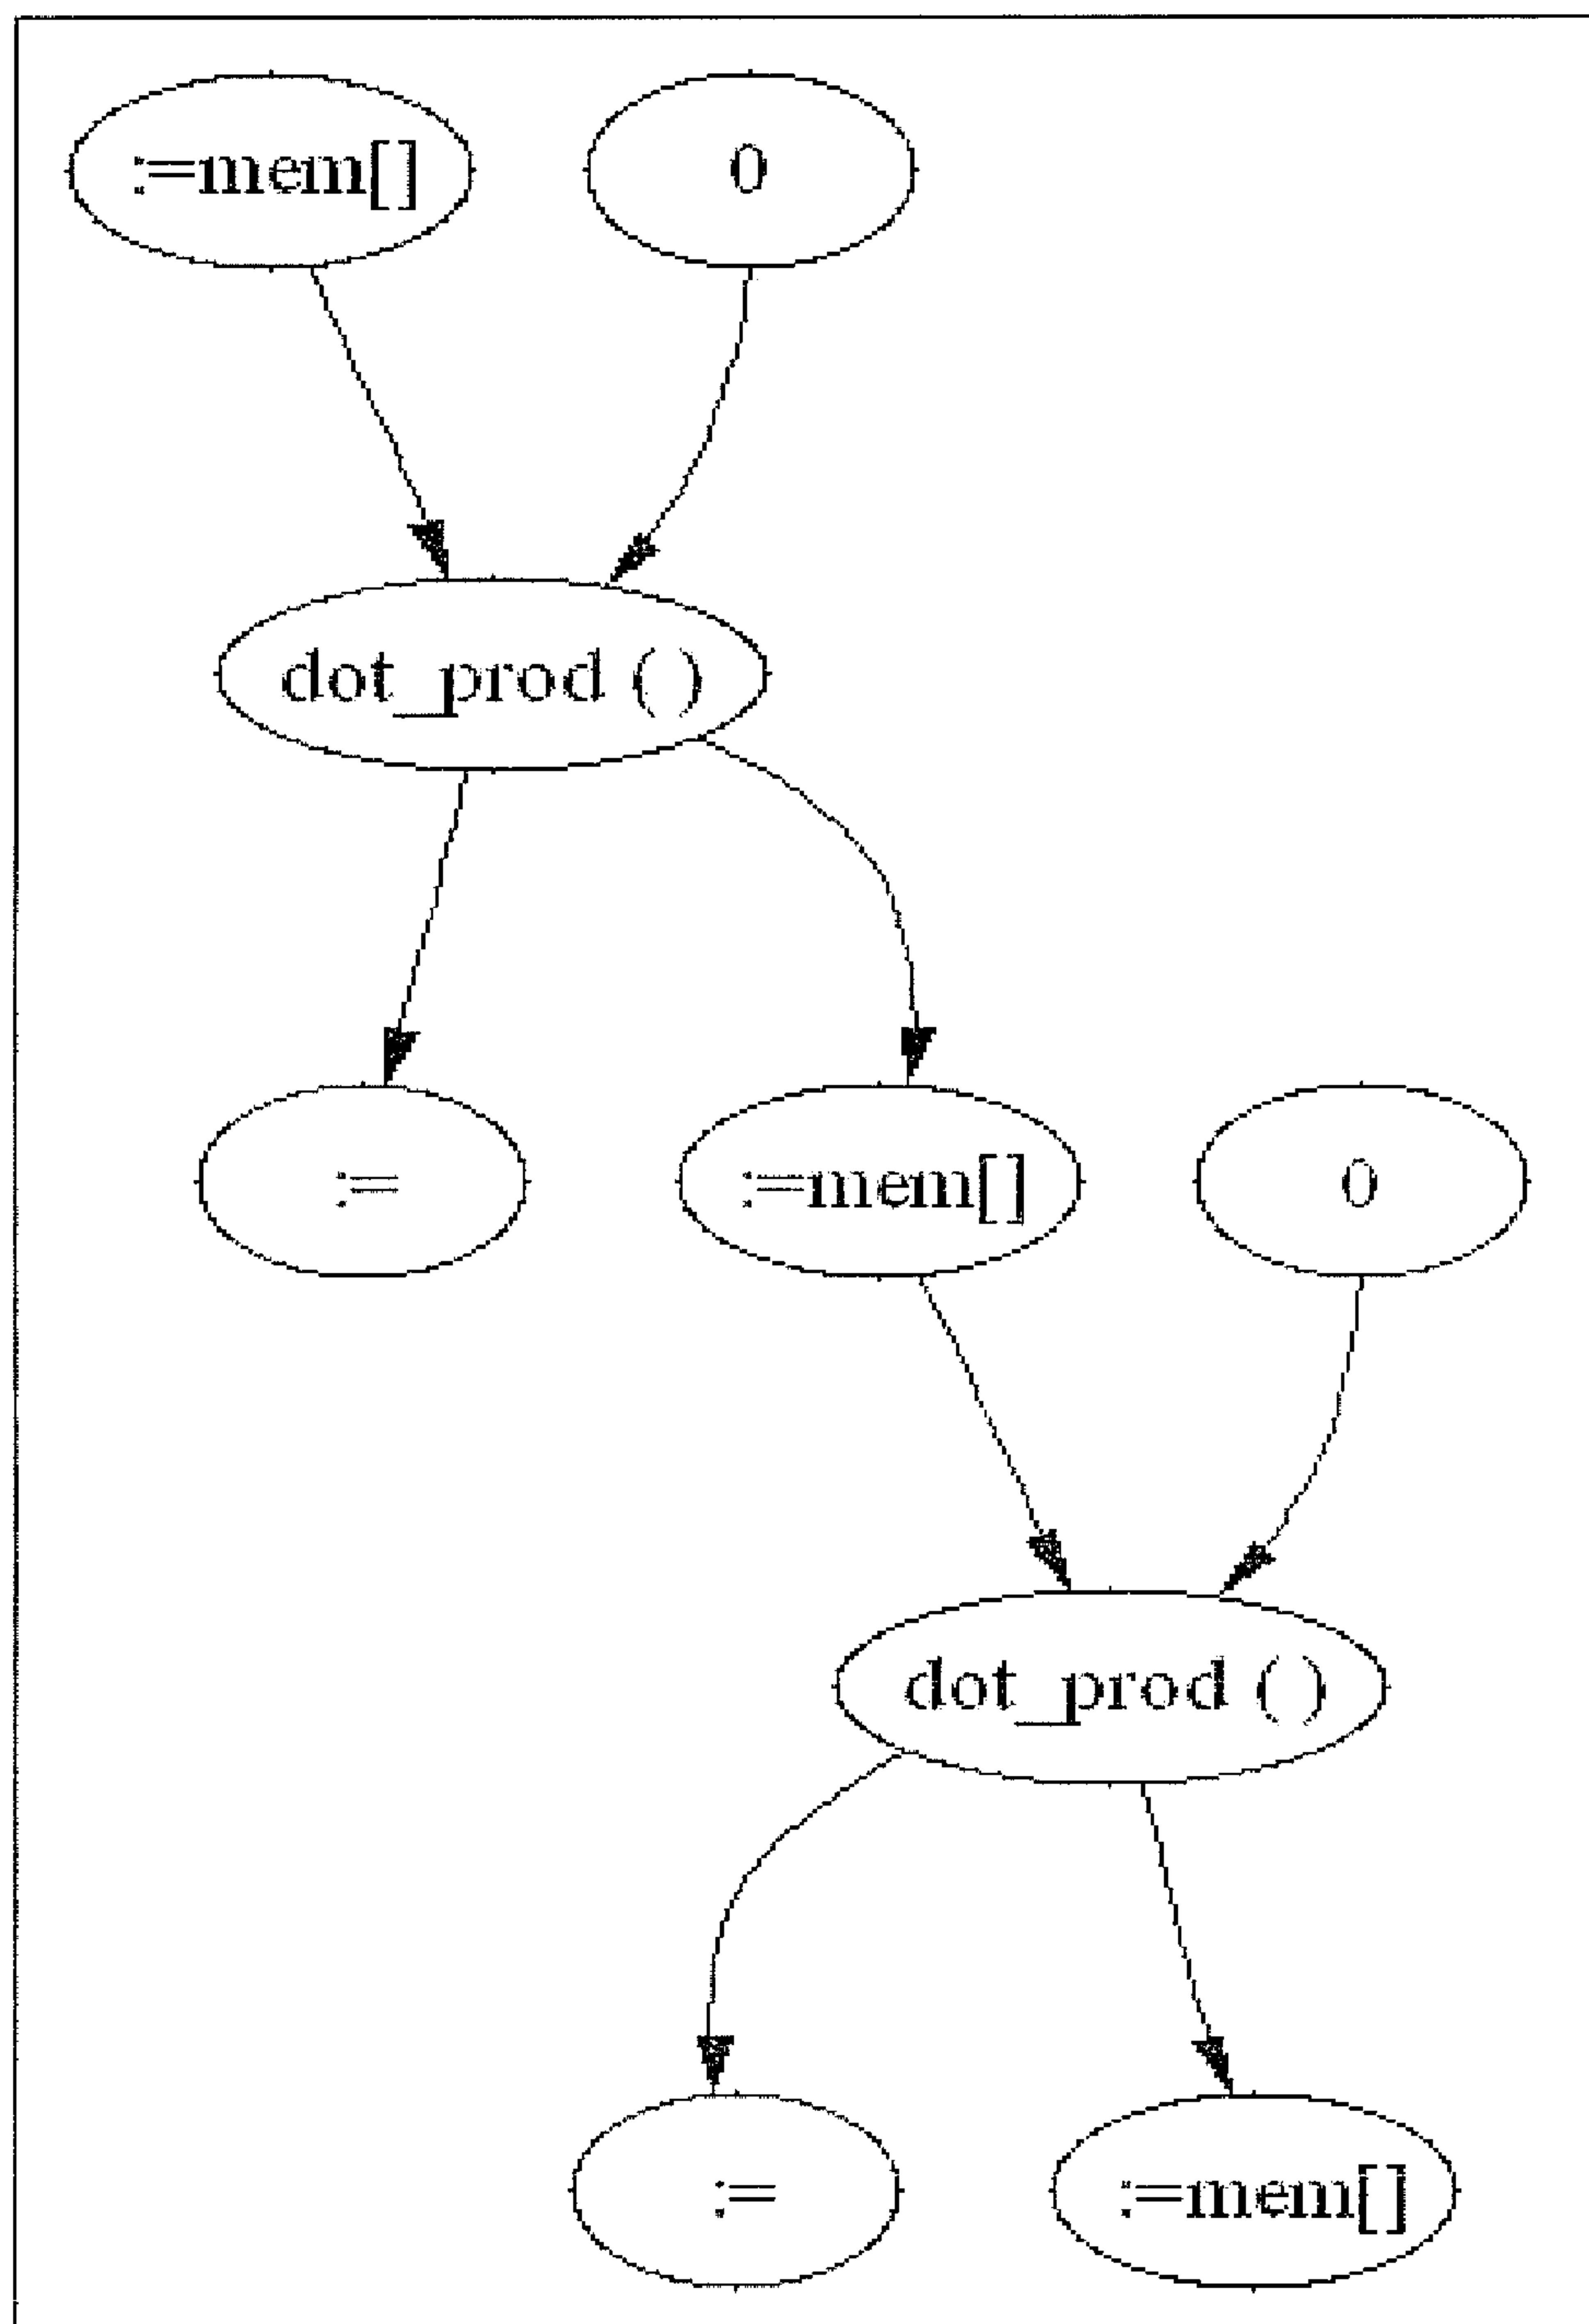 :=mem[]
0
dot_prod ( )
:=
:=mem[]
0
dot_prod ( )
:=
:=mem[]